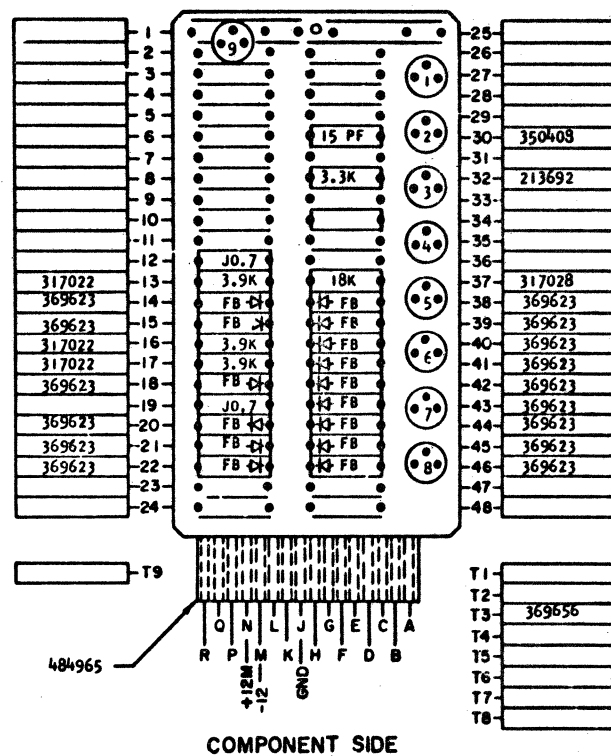 1 9 25
2 26
3 27 1
4 28
5 29
6 15 PF 2 30 350408
7 31
8 3.3K 3 32 213692
9 33
10 34
11 4 35
12 J0.7 36
317022 13 3.9K 18K 37 317028
369623 14 FB FB 5 38 369623
369623 15 FB FB 39 369623
317022 16 3.9K FB 6 40 369623
317022 17 3.9K FB 41 369623
369623 18 FB FB 42 369623
19 J0.7 FB 7 43 369623
369623 20 FB FB 44 369623
369623 21 FB FB 45 369623
369623 22 FB FB 8 46 369623
23 47
24 48
T9 T1
T2
T3 369656
T4
T5
T6
T7
T8
484965
Q N L J G E C A
R P M K H F D B
+12M -12 GND
COMPONENT SIDE